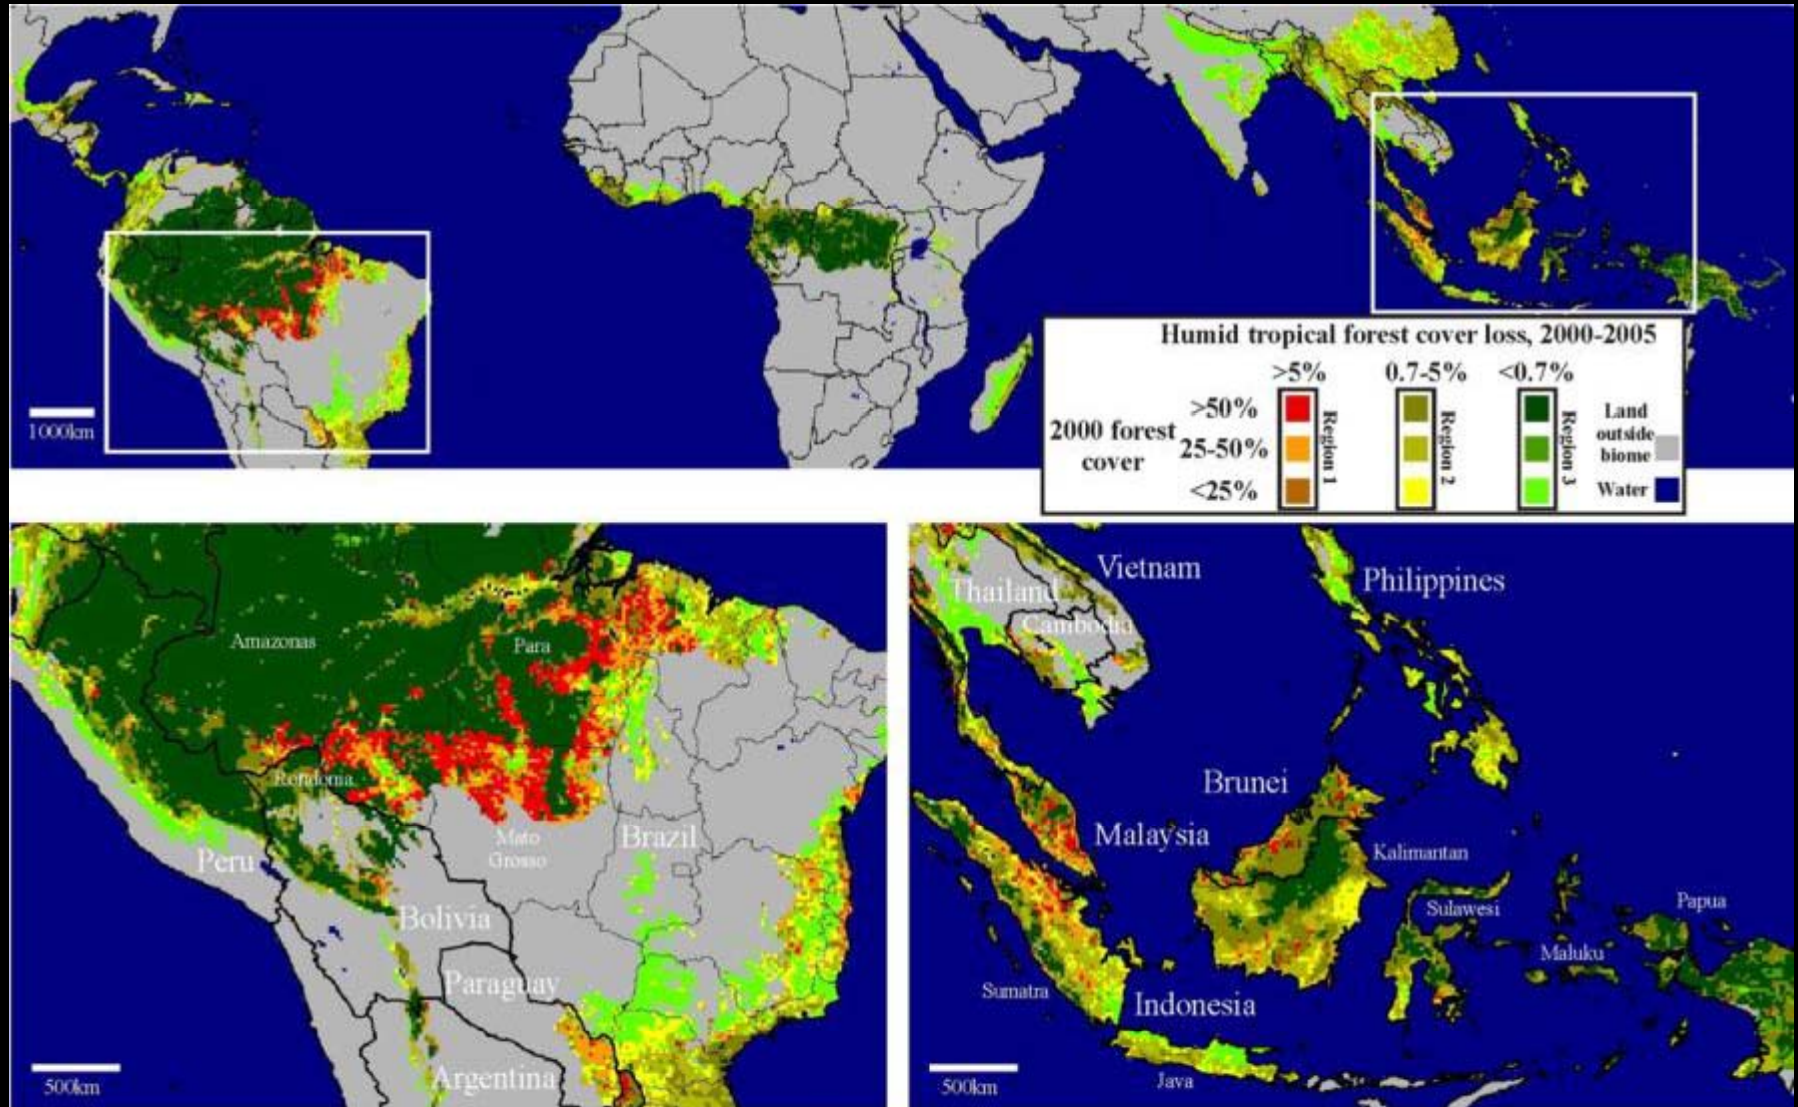 1000km
Humid tropical forest cover loss, 2000-2005
>5%
0.7-5%
<0.7%
2000 forest
cover
>50%
25-50%
<25%
Region 1
Region 2
Region 3
Land
outside
biome
Water
Amazonas
Para
Rondonia
Mato
Grosso
Brazil
Peru
Bolivia
Paraguay
Argentina
500km
Vietnam
Thailand
Cambodia
Philippines
Brunei
Malaysia
Kalimantan
Sulawesi
Papua
Maluku
Sumatra
Indonesia
Java
500km